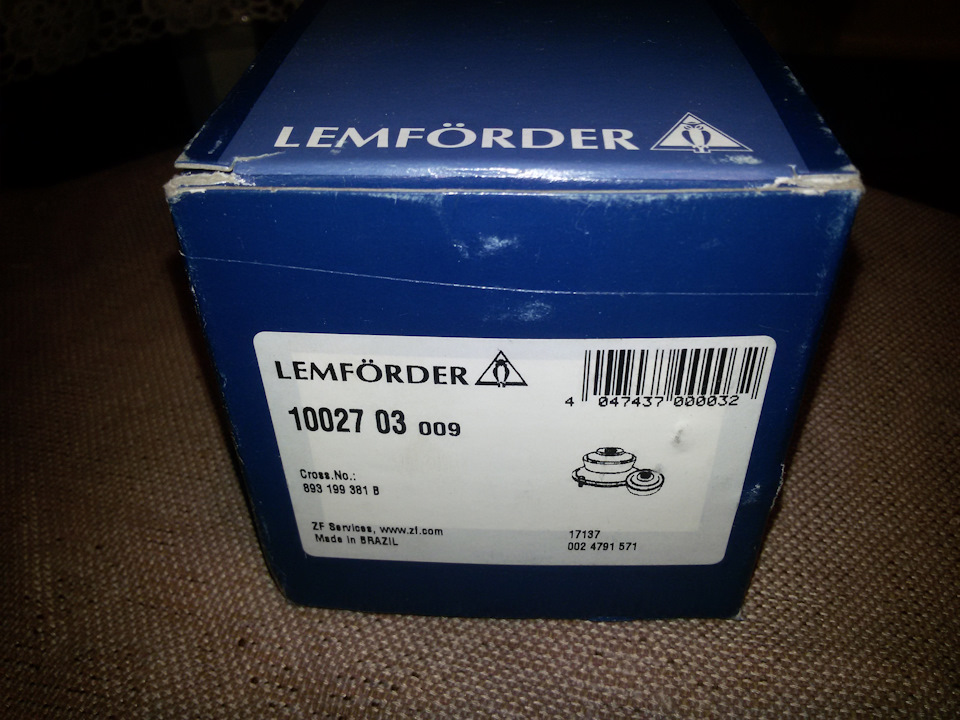 LEMFÖRDER
LEMFÖRDER
4 047437 000032
10027 03 009
Cross.No.:
893 199 381 B
ZF Services, www.zf.com
Made in BRAZIL
17137
002 4791 571